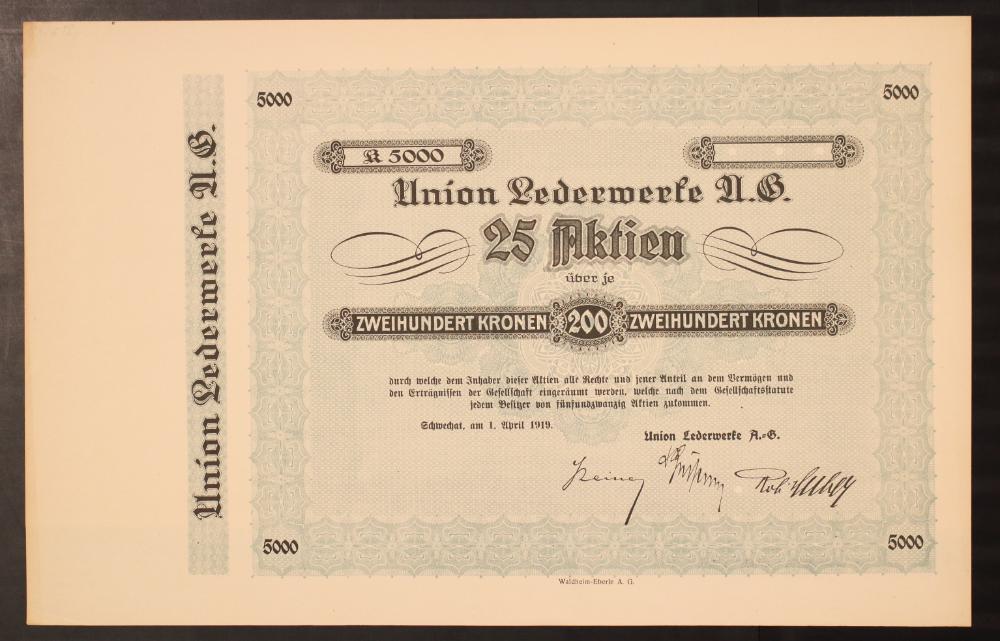 5000
5000
K 5000
Union Lederwerke A.G.
Union Lederwerke A.G.
25 Aktien
über je
ZWEIHUNDERT KRONEN 200 ZWEIHUNDERT KRONEN
durch welche dem Inhaber dieser Aktien alle Rechte und jener Anteil an dem Vermögen und
den Erträgnissen der Gesellschaft eingeräumt werden, welche nach dem Gesellschaftsstatute
jedem Besitzer von fünfundzwanzig Aktien zukommen.
Schwechat, am 1. April 1919.
Union Lederwerke A.-G.
5000
5000
Waldheim-Eberle A. G.